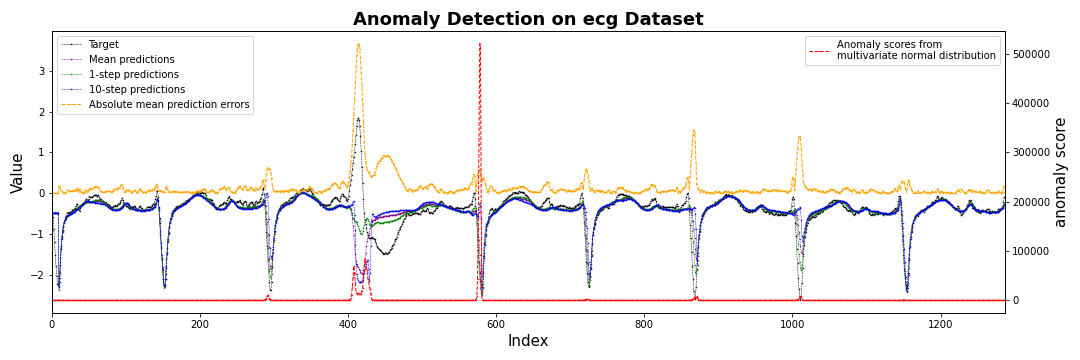 Anomaly Detection on ecg Dataset
Target
Mean predictions
1-step predictions
10-step predictions
Absolute mean prediction errors
Anomaly scores from
multivariate normal distribution
Value
3
2
1
0
−1
−2
500000
400000
300000
200000
100000
0
anomaly score
0
200
400
600
800
1000
1200
Index